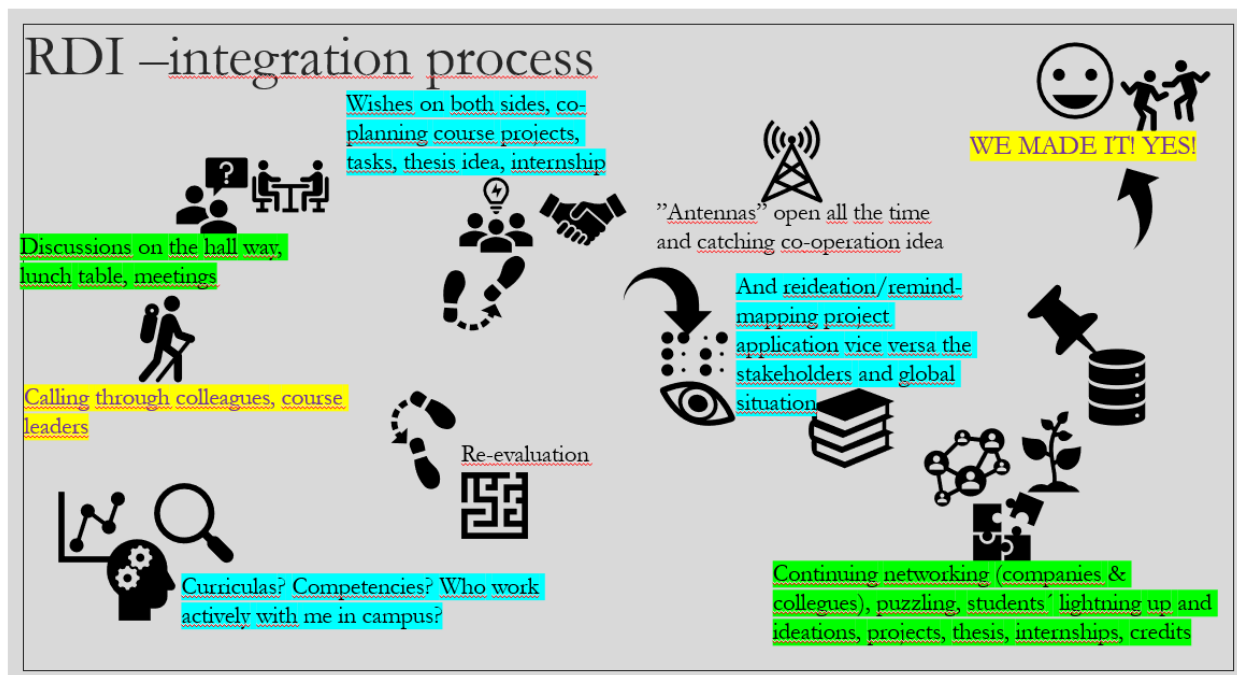 RDI –integration process
Wishes on both sides, co-
planning course projects,
tasks, thesis idea, internship
WE MADE IT! YES!
?
Discussions on the hall way,
lunch table, meetings
”Antennas” open all the time
and catching co-operation idea
And reideation/remind-
mapping project
application vice versa the
stakeholders and global
situation
Calling through colleagues, course
leaders
Re-evaluation
Curriculas? Competencies? Who work
actively with me in campus?
Continuing networking (companies &
collegues), puzzling, students´ lightning up and
ideations, projects, thesis, internships, credits